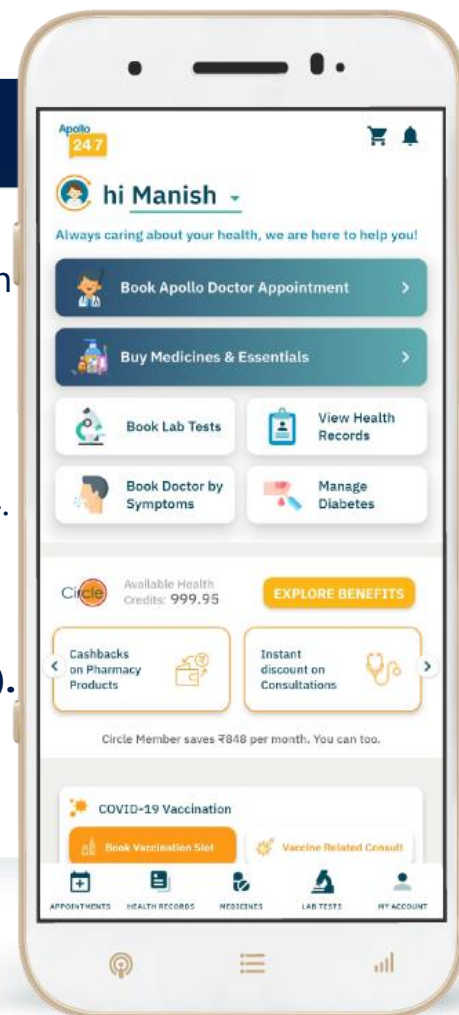 Apollo
24|7
hi Manish
Always caring about your health, we are here to help you!
Book Apollo Doctor Appointment
Buy Medicines & Essentials
Book Lab Tests
View Health
Records
Book Doctor by
Symptoms
Manage
Diabetes
Circle
Available Health
Credits: 999.95
EXPLORE BENEFITS
Cashbacks
on Pharmacy
Products
Instant
discount on
Consultations
Circle Member saves ₹848 per month. You can too.
COVID-19 Vaccination
Book Vaccination Slot
Vaccine Related Consult
APPOINTMENTS
HEALTH RECORDS
MEDICINES
LAB TESTS
MY ACCOUNT